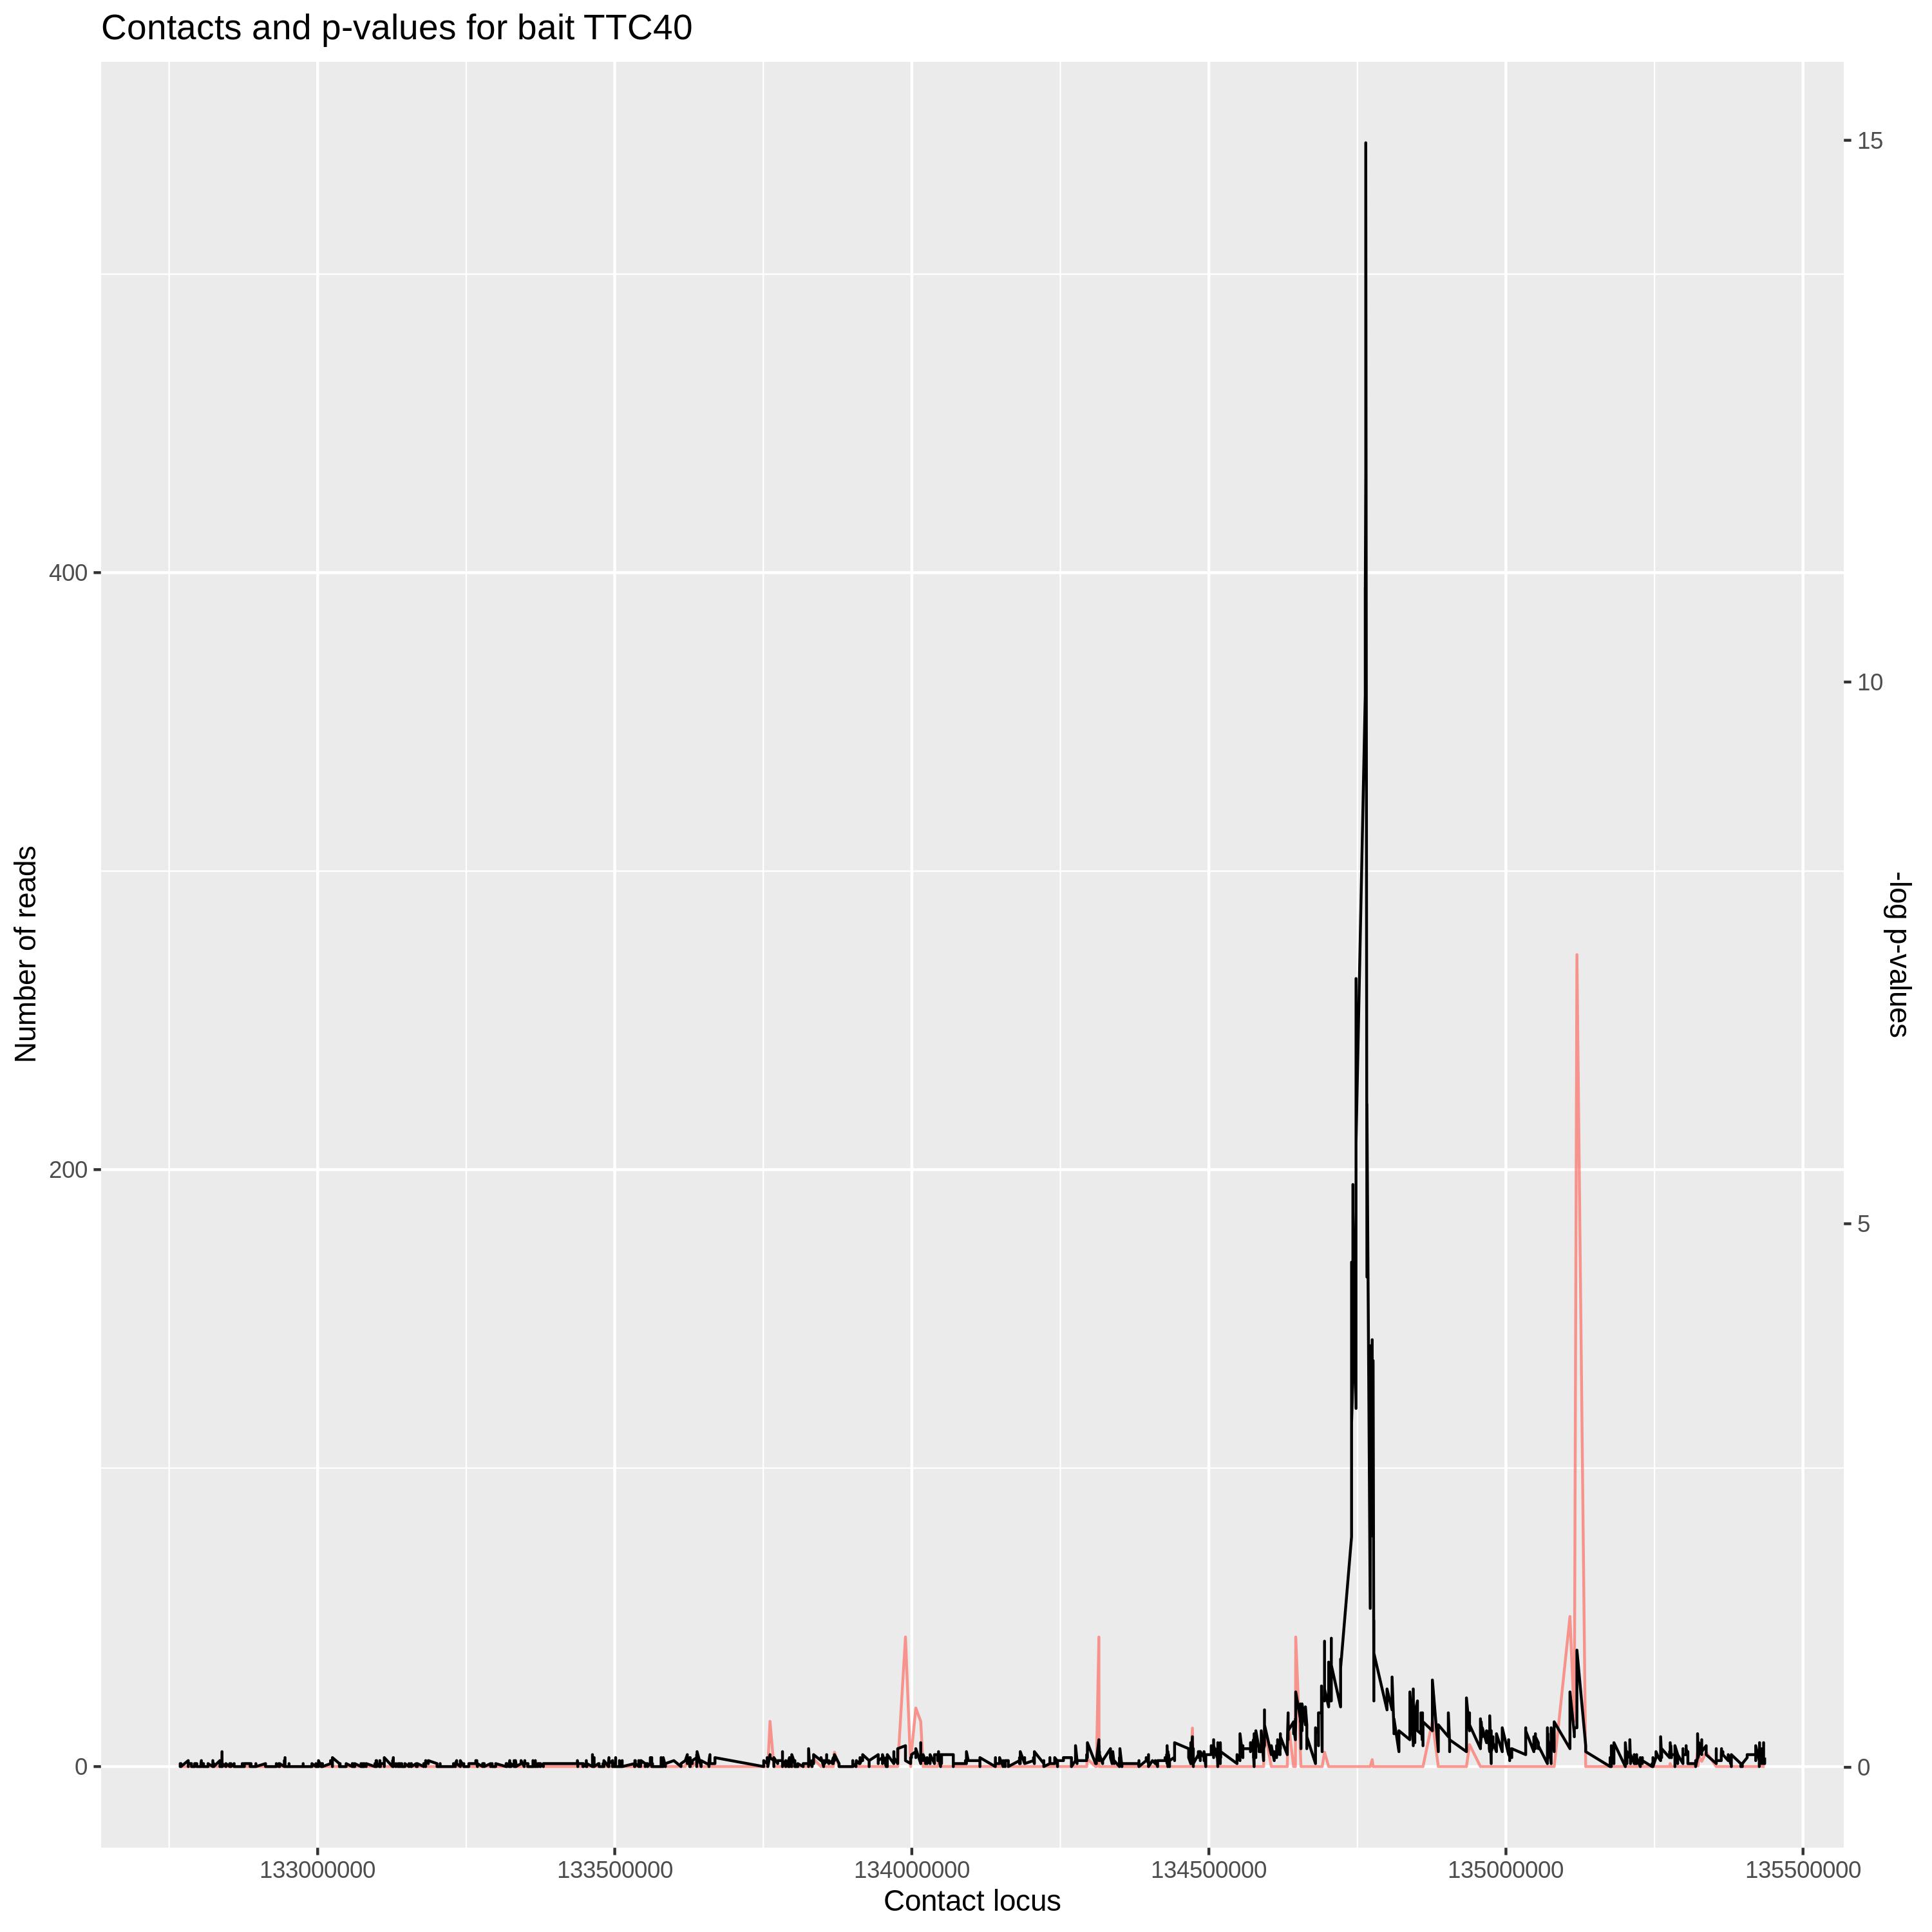 Contacts and p-values for bait TTC40
Number of reads
400
200
0
15
10
5
0
-log p-values
133000000 133500000 134000000 134500000 135000000 135500000
Contact locus